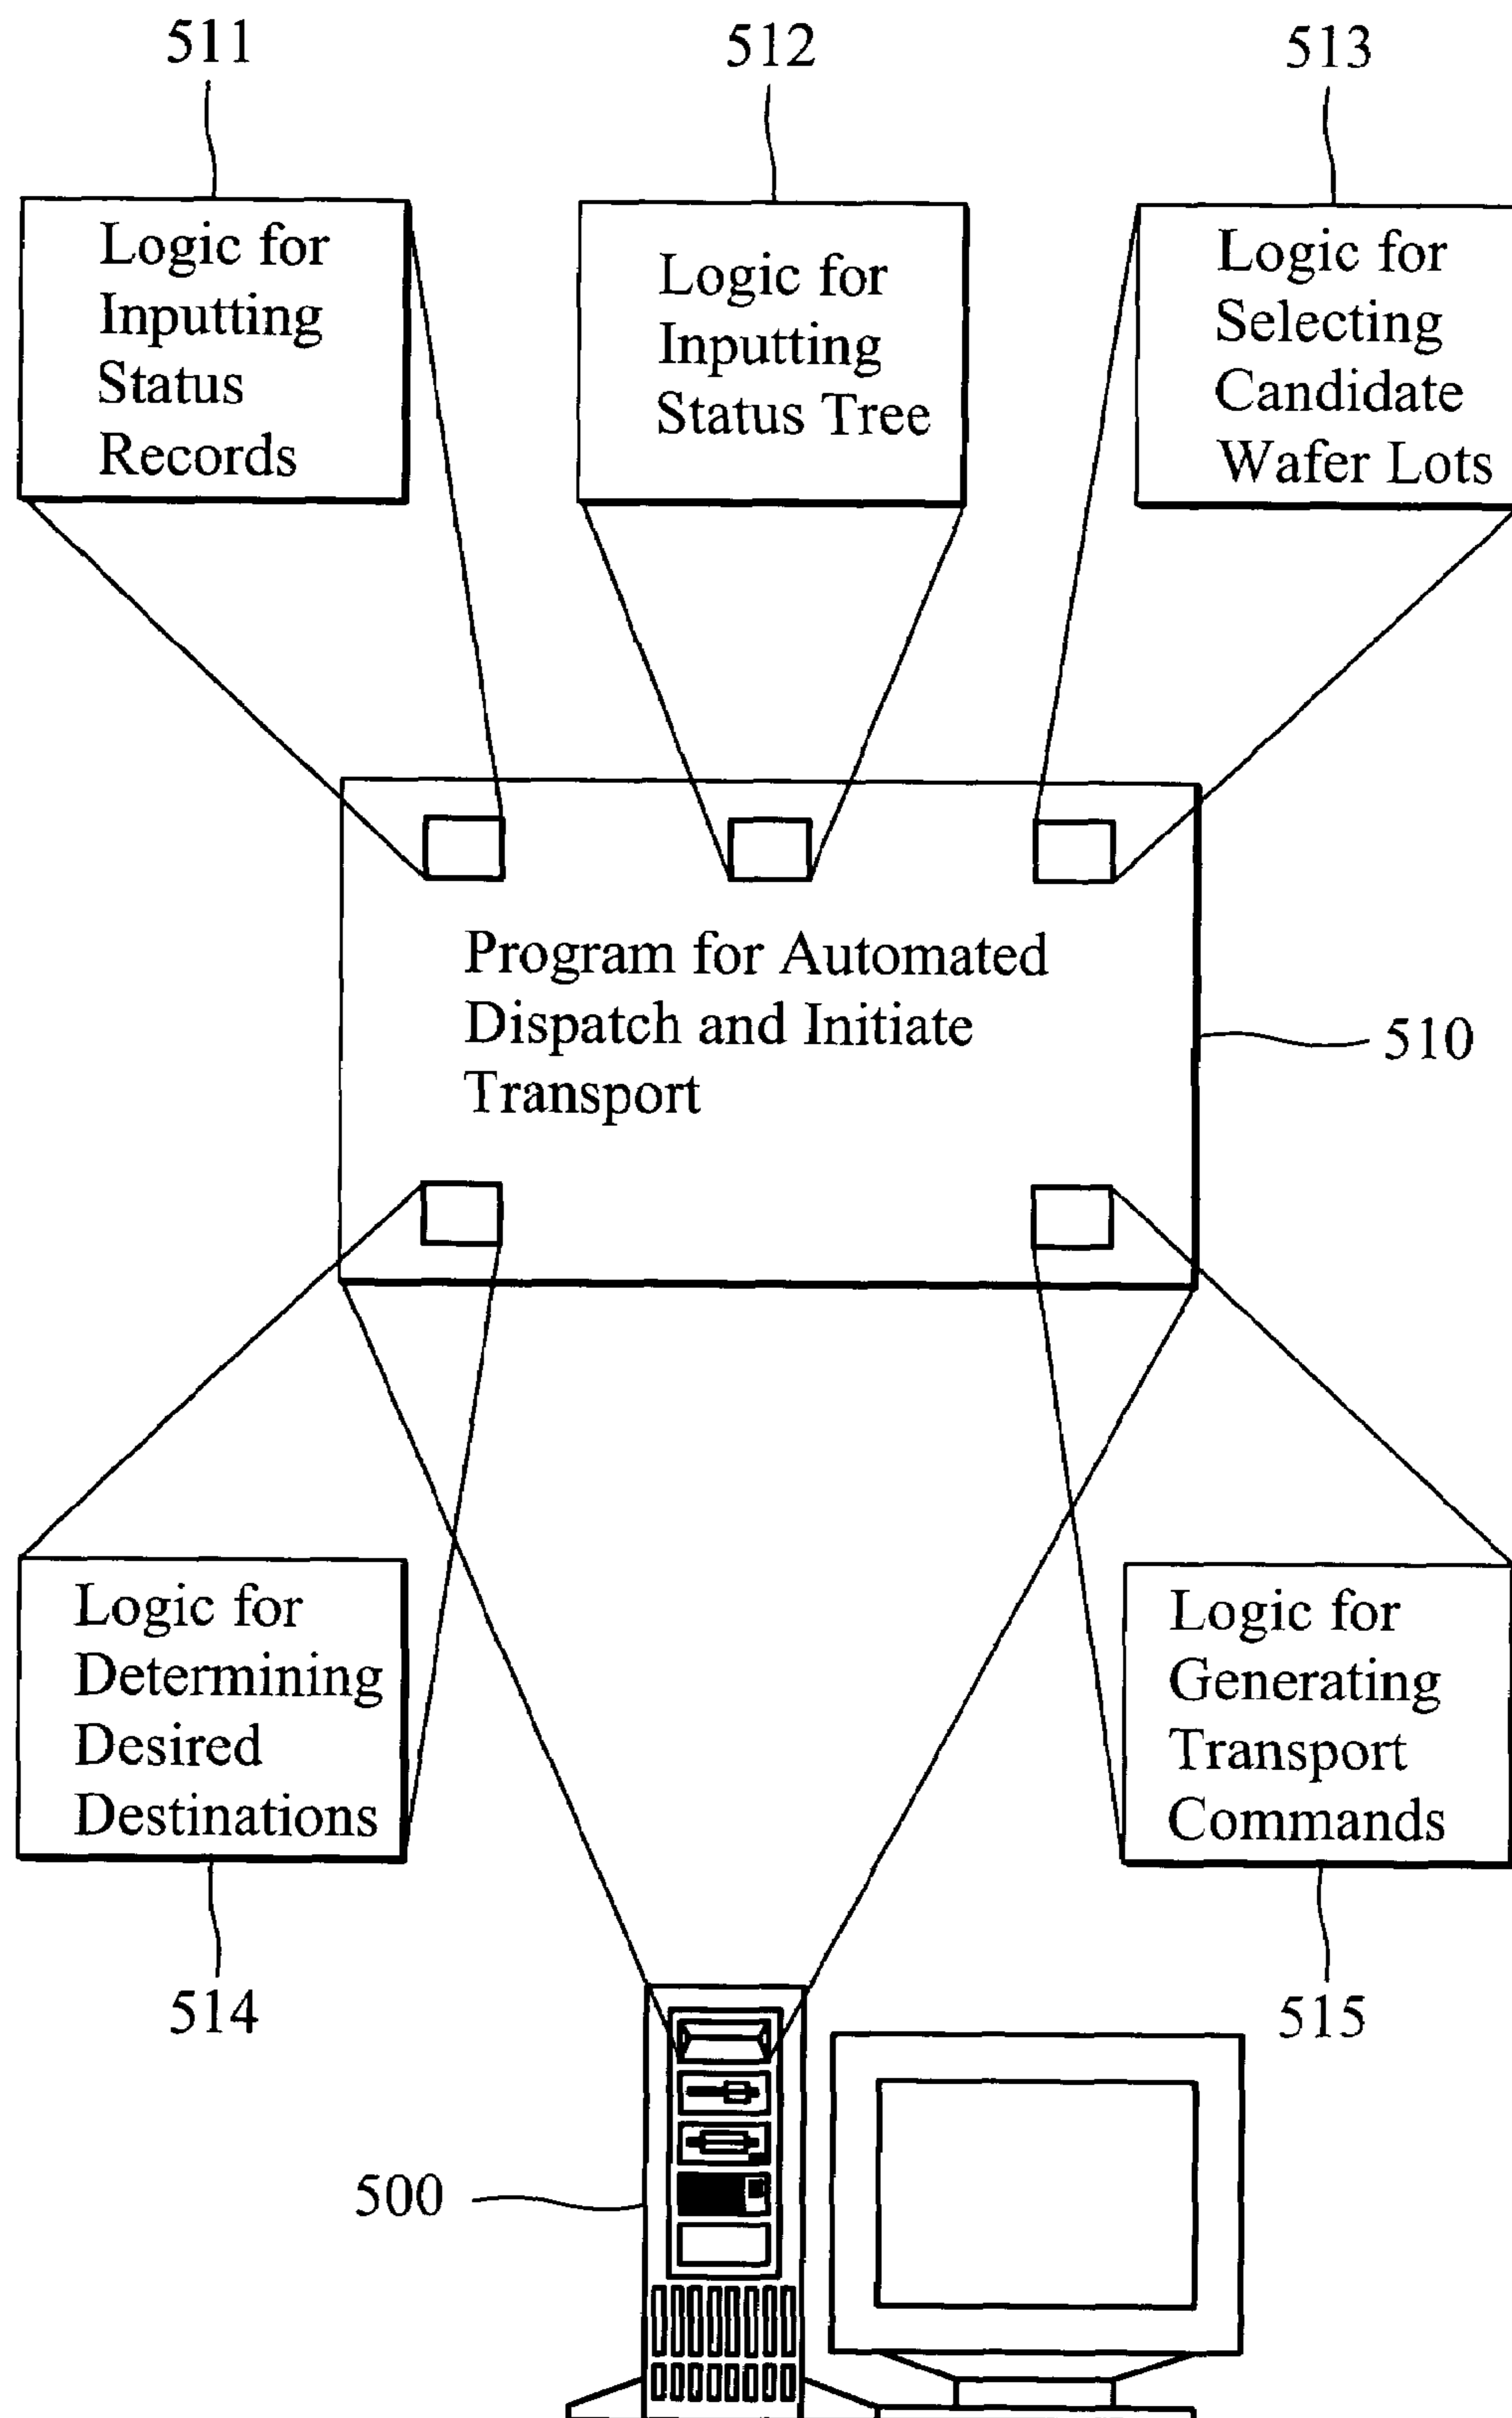 511
512
513
Logic for
Inputting
Status
Records
Logic for
Inputting
Status Tree
Logic for
Selecting
Candidate
Wafer Lots
Program for Automated
Dispatch and Initiate
Transport
510
Logic for
Determining
Desired
Destinations
Logic for
Generating
Transport
Commands
514
515
500